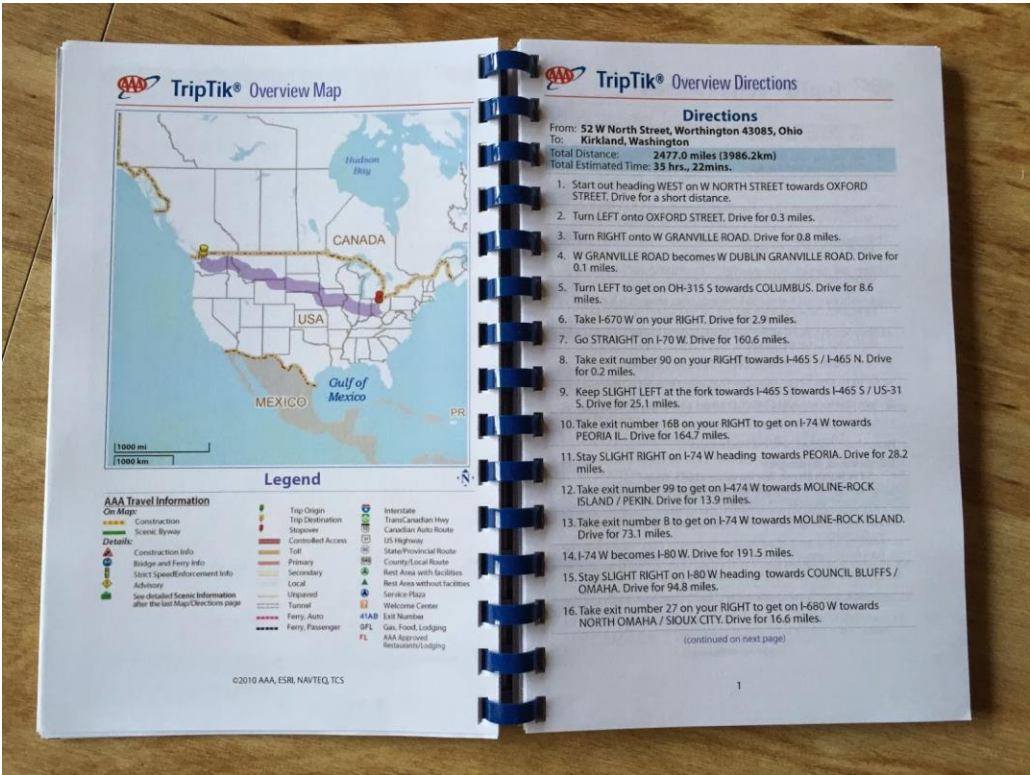 AAA TripTik® Overview Map
Hudson
Bay
CANADA
USA
Gulf of
Mexico
MEXICO
PR
1000 mi
1000 km
Legend
N
AAA Travel Information
On Map:
Construction
Scenic Byway
Details:
Construction Info
Bridge and Ferry Info
Strict SpeedEnforcement Info
Advisory
See detailed Scenic Information
after the last Map/Directions page
Trip Origin
Trip Destination
Stopover
Controlled Access
Toll
Primary
Secondary
Local
Unpaved
Tunnel
Ferry, Auto
Ferry, Passenger
Interstate
TransCanadian Hwy
Canadian Auto Route
US Highway
State/Provincial Route
County/Local Route
Rest Area with facilities
Rest Area without facilities
Service Plaza
Welcome Center
41AB Exit Number
GFL Gas, Food, Lodging
FL AAA Approved
Restaurants/Lodging
©2010 AAA, ESRI, NAVTEQ, TCS
AAA TripTik® Overview Directions
Directions
From: 52 W North Street, Worthington 43085, Ohio
To: Kirkland, Washington
Total Distance: 2477.0 miles (3986.2km)
Total Estimated Time: 35 hrs., 22mins.
1. Start out heading WEST on W NORTH STREET towards OXFORD
STREET. Drive for a short distance.
2. Turn LEFT onto OXFORD STREET. Drive for 0.3 miles.
3. Turn RIGHT onto W GRANVILLE ROAD. Drive for 0.8 miles.
4. W GRANVILLE ROAD becomes W DUBLIN GRANVILLE ROAD. Drive for
0.1 miles.
5. Turn LEFT to get on OH-315 S towards COLUMBUS. Drive for 8.6
miles.
6. Take I-670 W on your RIGHT. Drive for 2.9 miles.
7. Go STRAIGHT on I-70 W. Drive for 160.6 miles.
8. Take exit number 90 on your RIGHT towards I-465 S / I-465 N. Drive
for 0.2 miles.
9. Keep SLIGHT LEFT at the fork towards I-465 S towards I-465 S / US-31
S. Drive for 25.1 miles.
10. Take exit number 16B on your RIGHT to get on I-74 W towards
PEORIA IL.. Drive for 164.7 miles.
11. Stay SLIGHT RIGHT on I-74 W heading towards PEORIA. Drive for 28.2
miles.
12. Take exit number 99 to get on I-474 W towards MOLINE-ROCK
ISLAND / PEKIN. Drive for 13.9 miles.
13. Take exit number B to get on I-74 W towards MOLINE-ROCK ISLAND.
Drive for 73.1 miles.
14. I-74 W becomes I-80 W. Drive for 191.5 miles.
15. Stay SLIGHT RIGHT on I-80 W heading towards COUNCIL BLUFFS /
OMAHA. Drive for 94.8 miles.
16. Take exit number 27 on your RIGHT to get on I-680 W towards
NORTH OMAHA / SIOUX CITY. Drive for 16.6 miles.
(continued on next page)
1